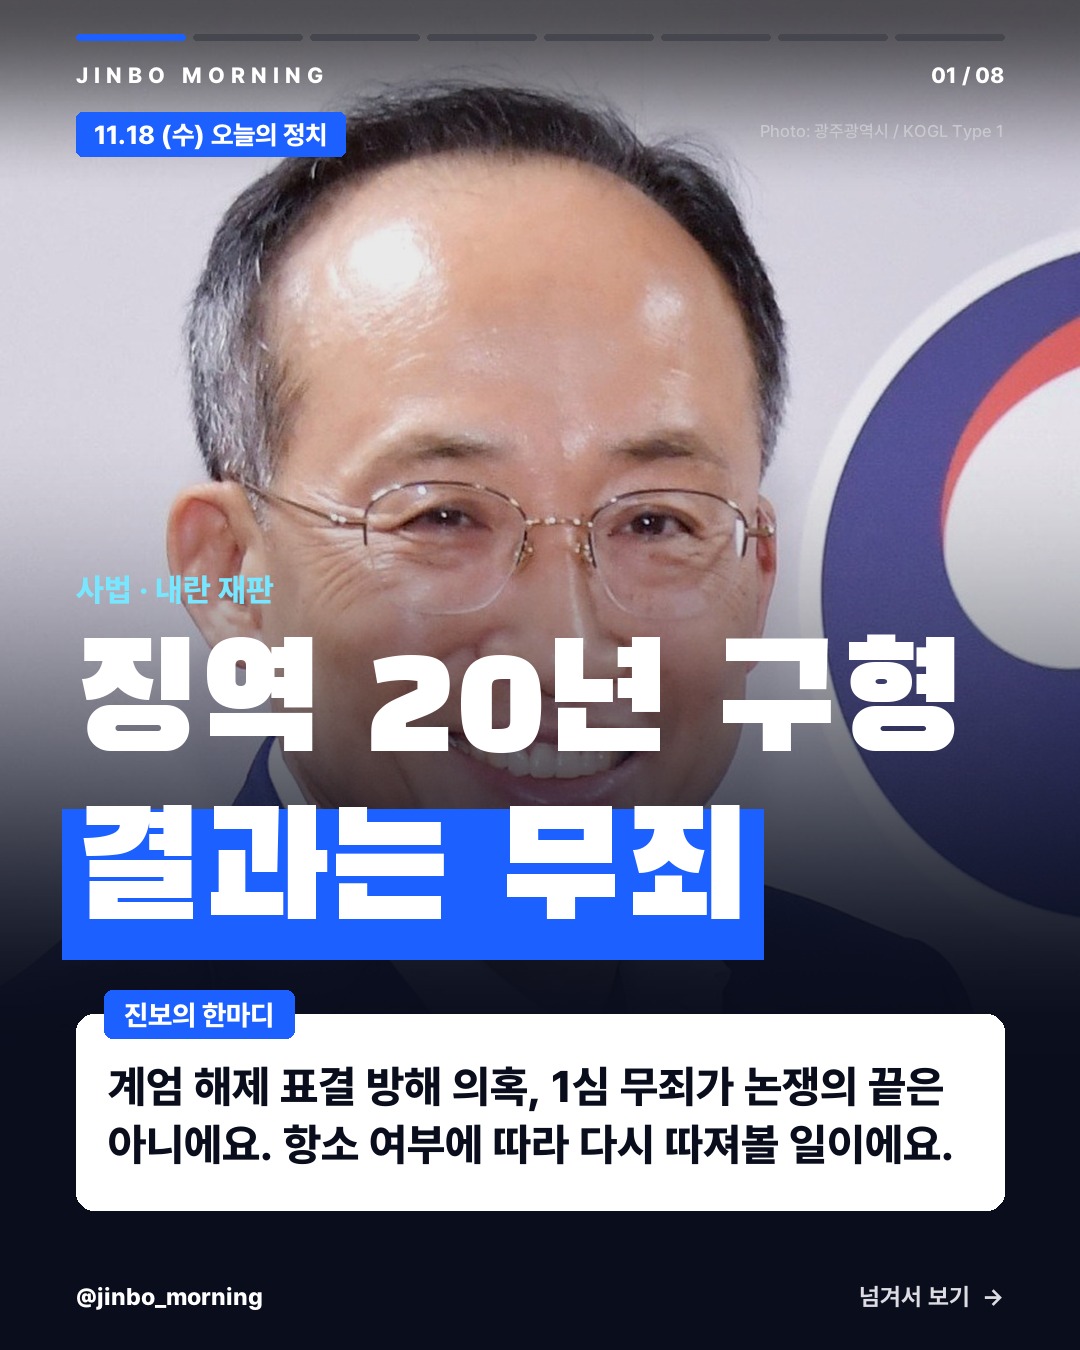 JINBO MORNING
01 / 08
11.18 (수) 오늘의 정치
Photo: 광주광역시 / KOGL Type 1
사법 · 내란 재판
징역 20년 구형
결과는 무죄
진보의 한마디
계엄 해제 표결 방해 의혹, 1심 무죄가 논쟁의 끝은
아니에요. 항소 여부에 따라 다시 따져볼 일이에요.
@jinbo_morning
넘겨서 보기 →